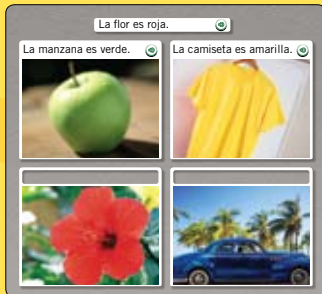 La flor es roja.
La manzana es verde.
La camiseta es amarilla.